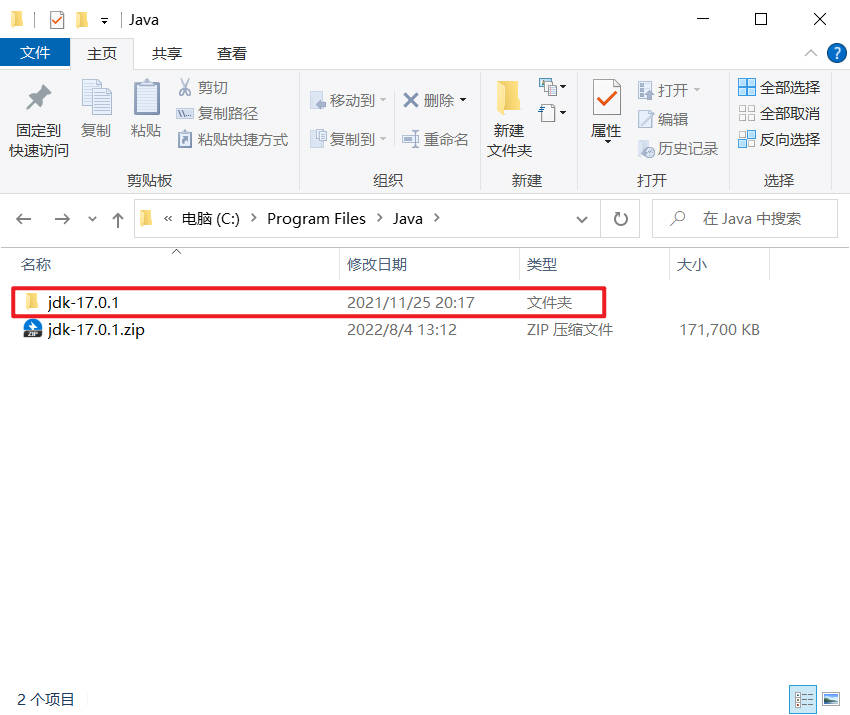 Java
文件 主页 共享 查看
固定到
快速访问
复制
粘贴
剪切
复制路径
粘贴快捷方式
剪贴板
移动到
复制到
删除
重命名
组织
新建
文件夹
新建
属性
打开
编辑
历史记录
打开
全部选择
全部取消
反向选择
选择
« 电脑 (C:) > Program Files > Java >
在 Java 中搜索
名称 修改日期 类型 大小
jdk-17.0.1 2021/11/25 20:17 文件夹
jdk-17.0.1.zip 2022/8/4 13:12 ZIP 压缩文件 171,700 KB
2 个项目